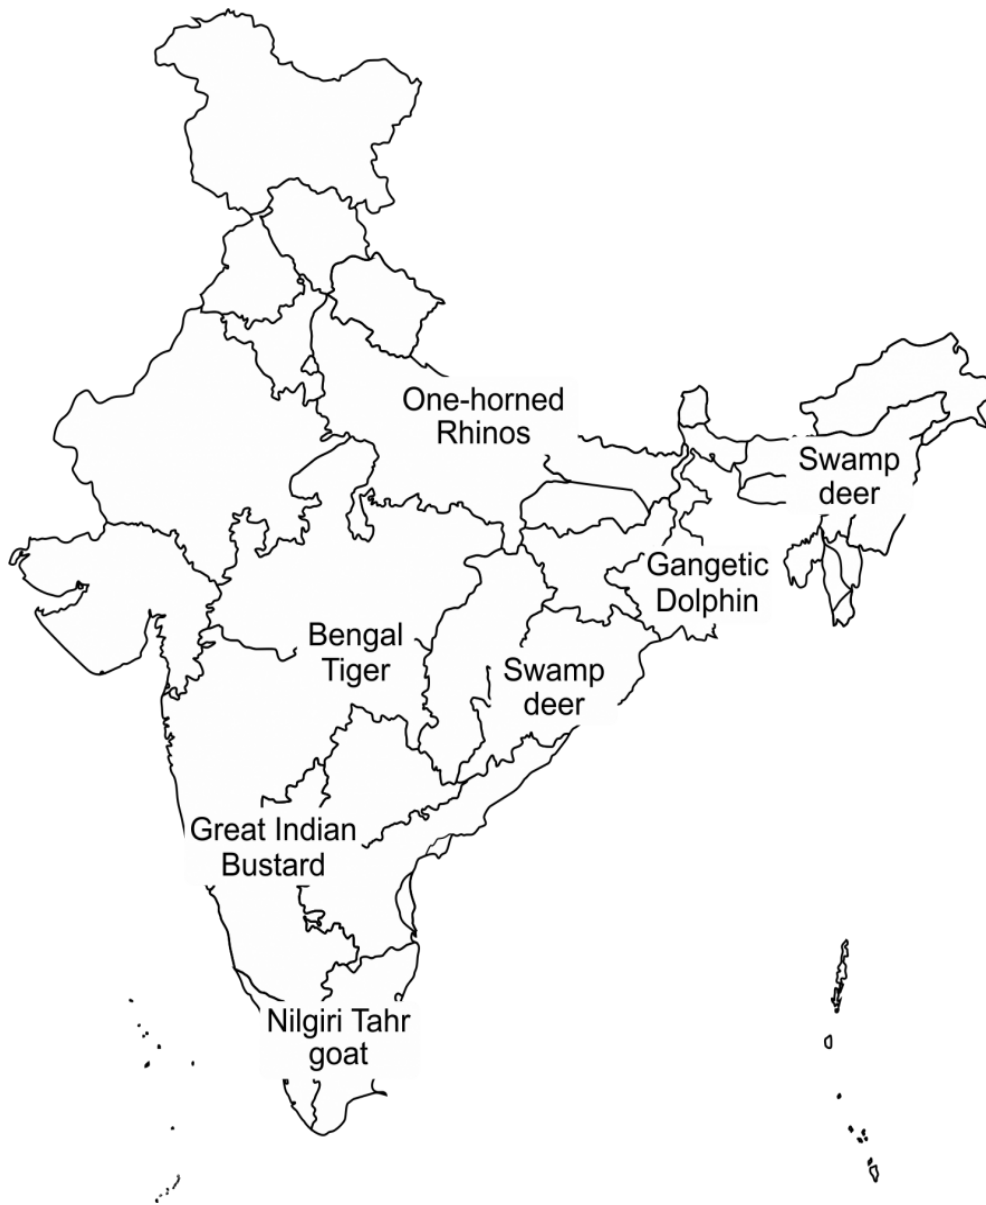 One-horned
Rhinos
Swamp
deer
Gangetic
Dolphin
Bengal
Tiger
Swamp
deer
Great Indian
Bustard
Nilgiri Tahr
goat